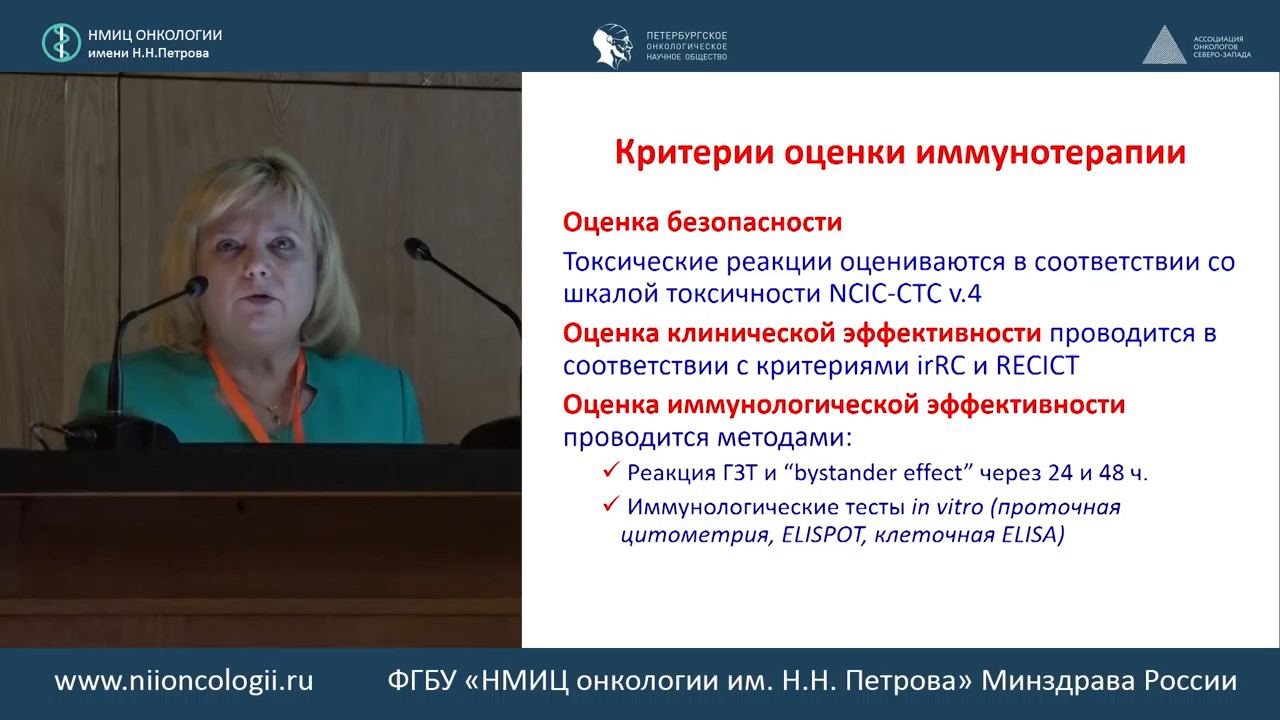 НМИЦ ОНКОЛОГИИ
имени Н.Н.Петрова
ПЕТЕРБУРГСКОЕ
ОНКОЛОГИЧЕСКОЕ
НАУЧНОЕ ОБЩЕСТВО
АССОЦИАЦИЯ
ОНКОЛОГОВ
СЕВЕРО-ЗАПАДА
Критерии оценки иммунотерапии
Оценка безопасности
Токсические реакции оцениваются в соответствии со
шкалой токсичности NCIC-CTC v.4
Оценка клинической эффективности проводится в
соответствии с критериями irRC и RECICT
Оценка иммунологической эффективности
проводится методами:
✓ Реакция ГЗТ и “bystander effect” через 24 и 48 ч.
✓ Иммунологические тесты in vitro (проточная
цитометрия, ELISPOT, клеточная ELISA)
www.niioncologii.ru
ФГБУ «НМИЦ онкологии им. Н.Н. Петрова» Минздрава России